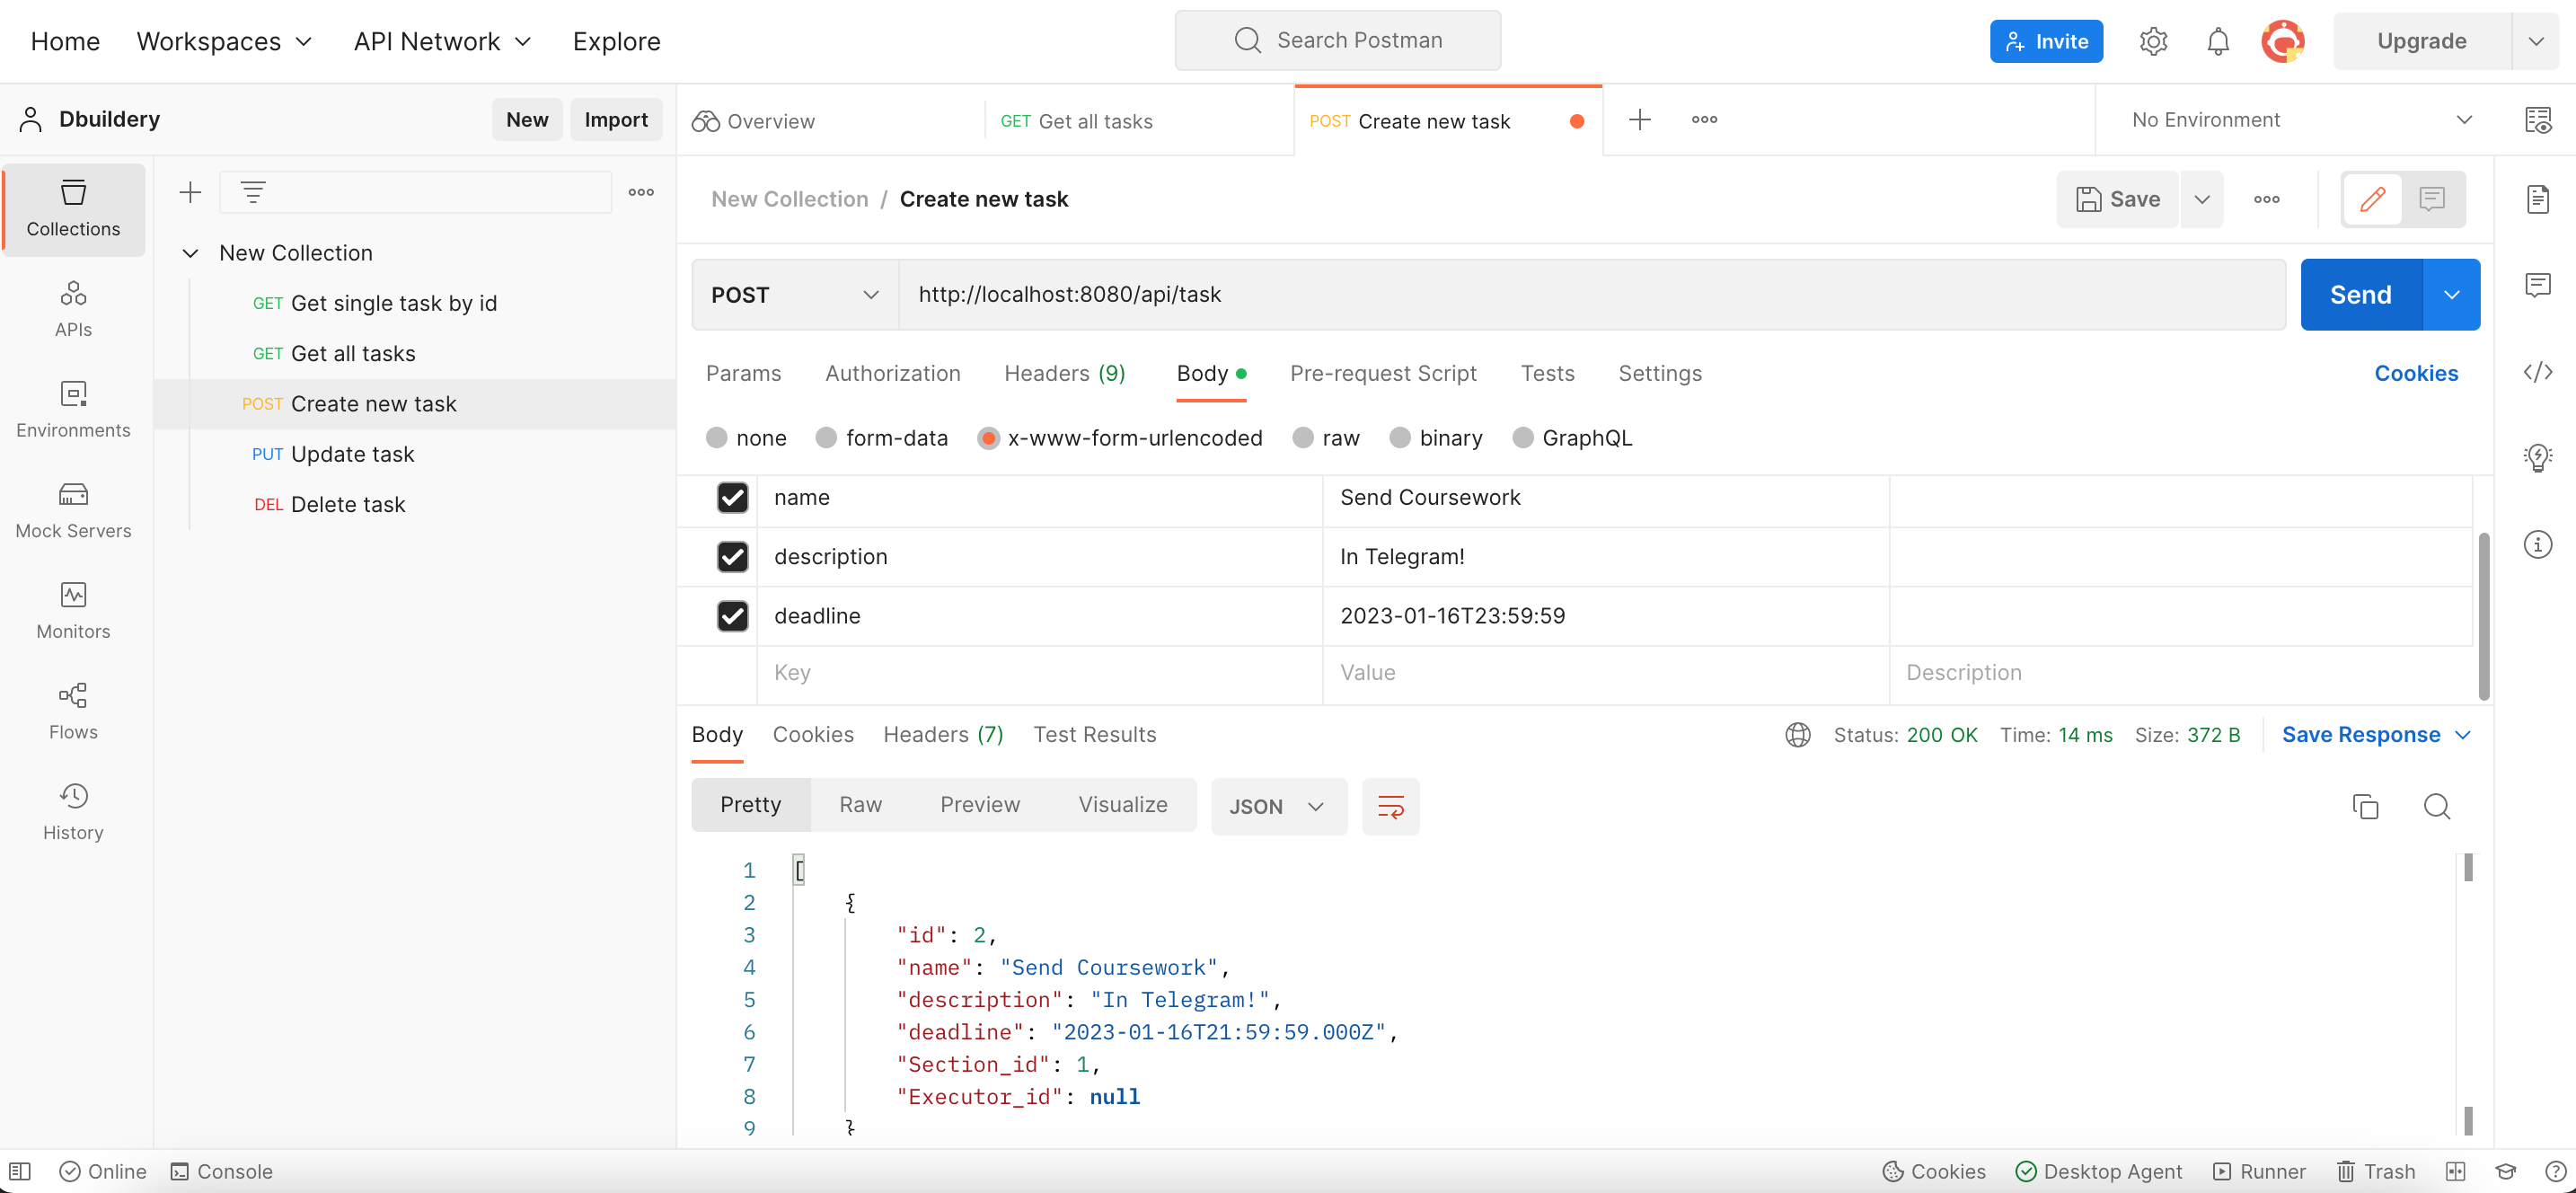 Home Workspaces API Network Explore Search Postman Invite Upgrade
Dbuildery New Import Overview GET Get all tasks POST Create new task No Environment
Collections
APIs
Environments
Mock Servers
Monitors
Flows
History
New Collection
GET Get single task by id
GET Get all tasks
POST Create new task
PUT Update task
DEL Delete task
New Collection / Create new task Save
POST http://localhost:8080/api/task Send
Params Authorization Headers (9) Body Pre-request Script Tests Settings Cookies
none form-data x-www-form-urlencoded raw binary GraphQL
name Send Coursework
description In Telegram!
deadline 2023-01-16T23:59:59
Key Value Description
Body Cookies Headers (7) Test Results Status: 200 OK Time: 14 ms Size: 372 B Save Response
Pretty Raw Preview Visualize JSON
1 [
2 {
3 "id": 2,
4 "name": "Send Coursework",
5 "description": "In Telegram!",
6 "deadline": "2023-01-16T21:59:59.000Z",
7 "Section_id": 1,
8 "Executor_id": null
9 }
Online Console Cookies Desktop Agent Runner Trash